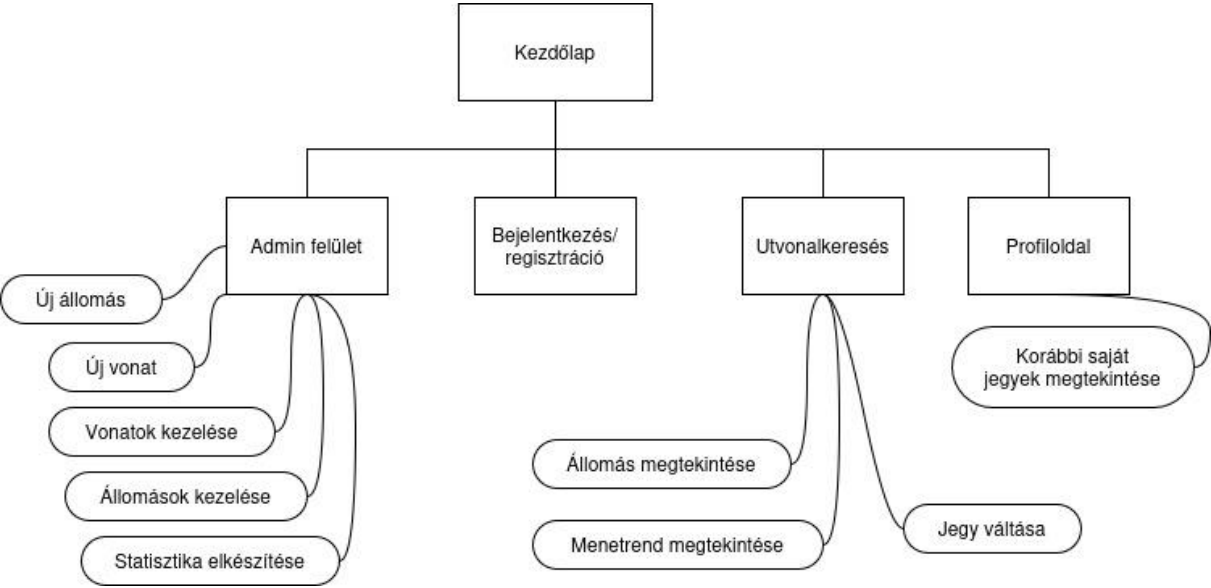 Kezdőlap
Admin felület
Bejelentkezés/
regisztráció
Utvonalkeresés
Profiloldal
Új állomás
Új vonat
Vonatok kezelése
Állomások kezelése
Statisztika elkészítése
Állomás megtekintése
Menetrend megtekintése
Jegy váltása
Korábbi saját
jegyek megtekintése